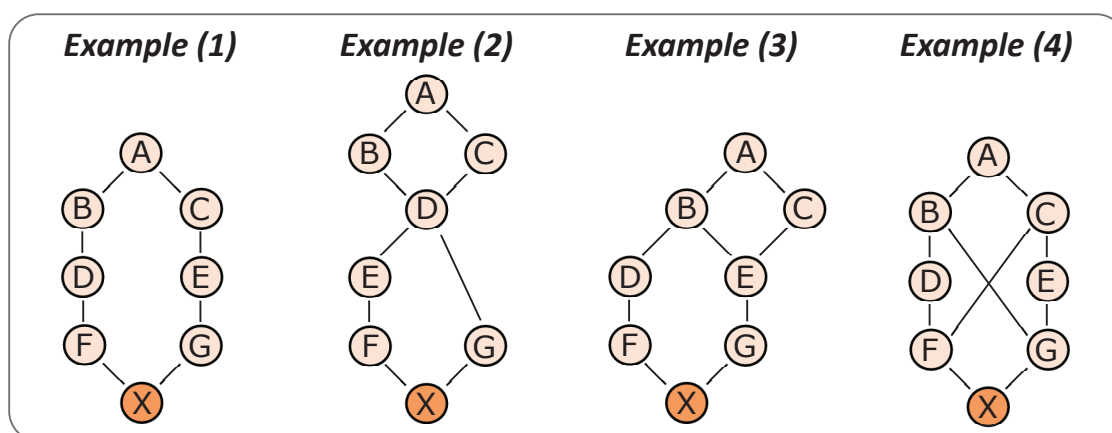 Example (1) Example (2) Example (3) Example (4)
A
A
A
A
B C
B C
B C
B C
D
D E
E
D E
D E
F G
F G
F G
F G
X
X
X
X